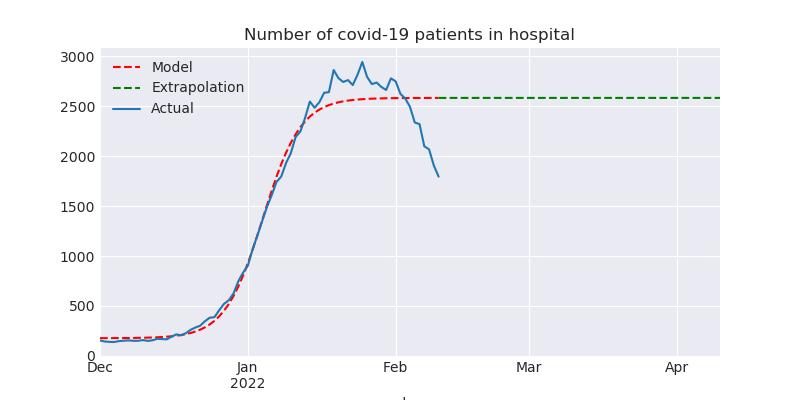 Number of covid-19 patients in hospital
3000
2500
2000
1500
1000
500
0
Model
Extrapolation
Actual
Dec
Jan
2022
Feb
Mar
Apr